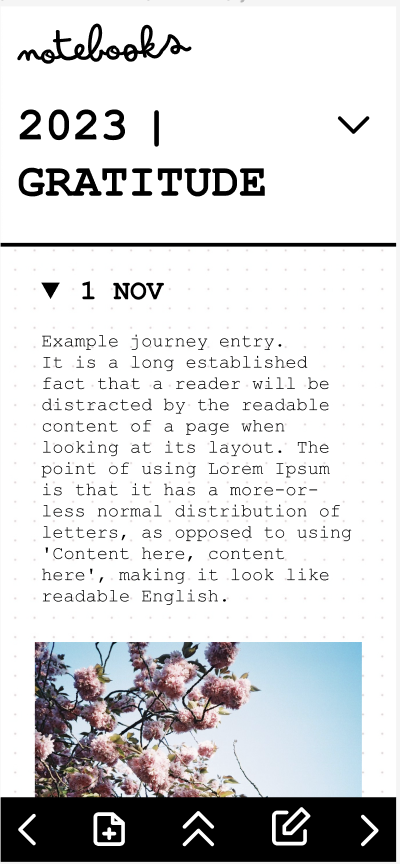 notebooks
2023 |
GRATITUDE
▼ 1 NOV
Example journey entry.
It is a long established
fact that a reader will be
distracted by the readable
content of a page when
looking at its layout. The
point of using Lorem Ipsum
is that it has a more-or-
less normal distribution of
letters, as opposed to using
'Content here, content
here', making it look like
readable English.